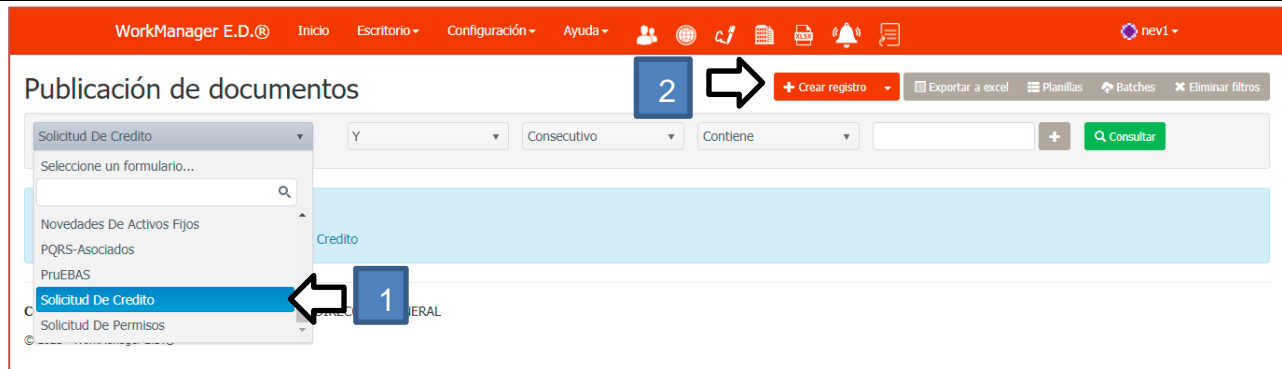 WorkManager E.D.® Inicio Escritorio Configuración Ayuda XLSX nev1
Publicación de documentos 2 Crear registro Exportar a excel Planillas Batches Eliminar filtros
Solicitud De Credito Y Consecutivo Contiene + Consultar
Seleccione un formulario...
Novedades De Activos Fijos
Credito
PQRS-Asociados
PruEBAS
Solicitud De Credito 1
Solicitud De Permisos